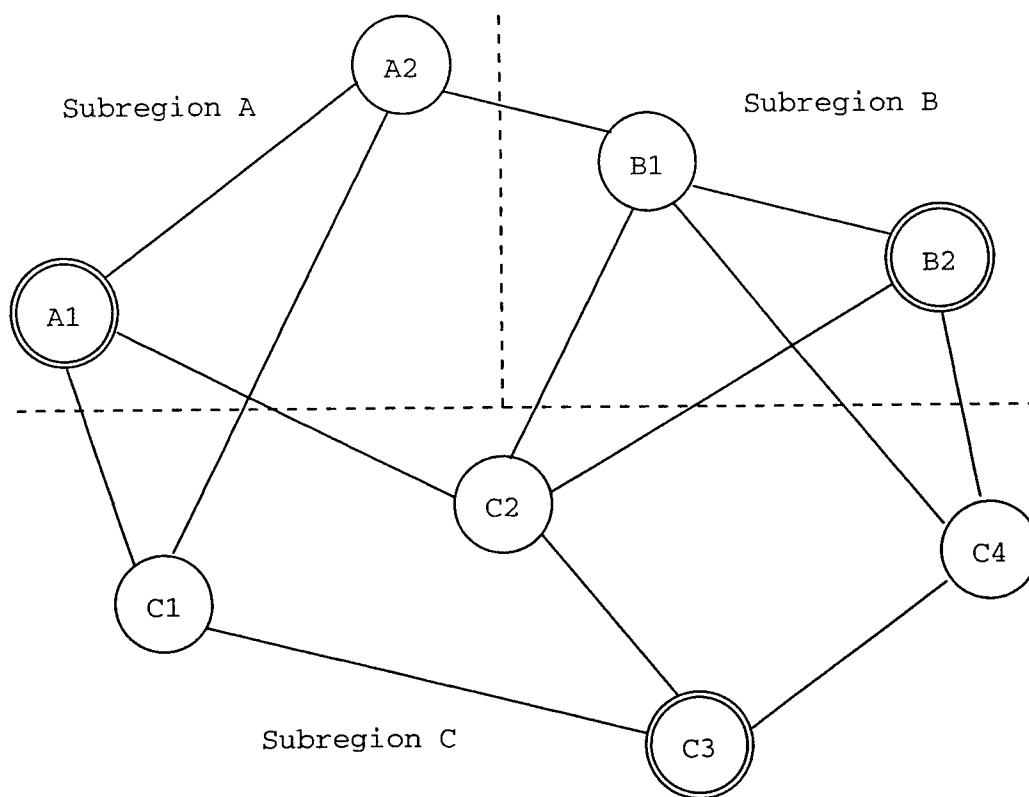 A2
Subregion A
Subregion B
B1
B2
A1
C2
C4
C1
Subregion C
C3